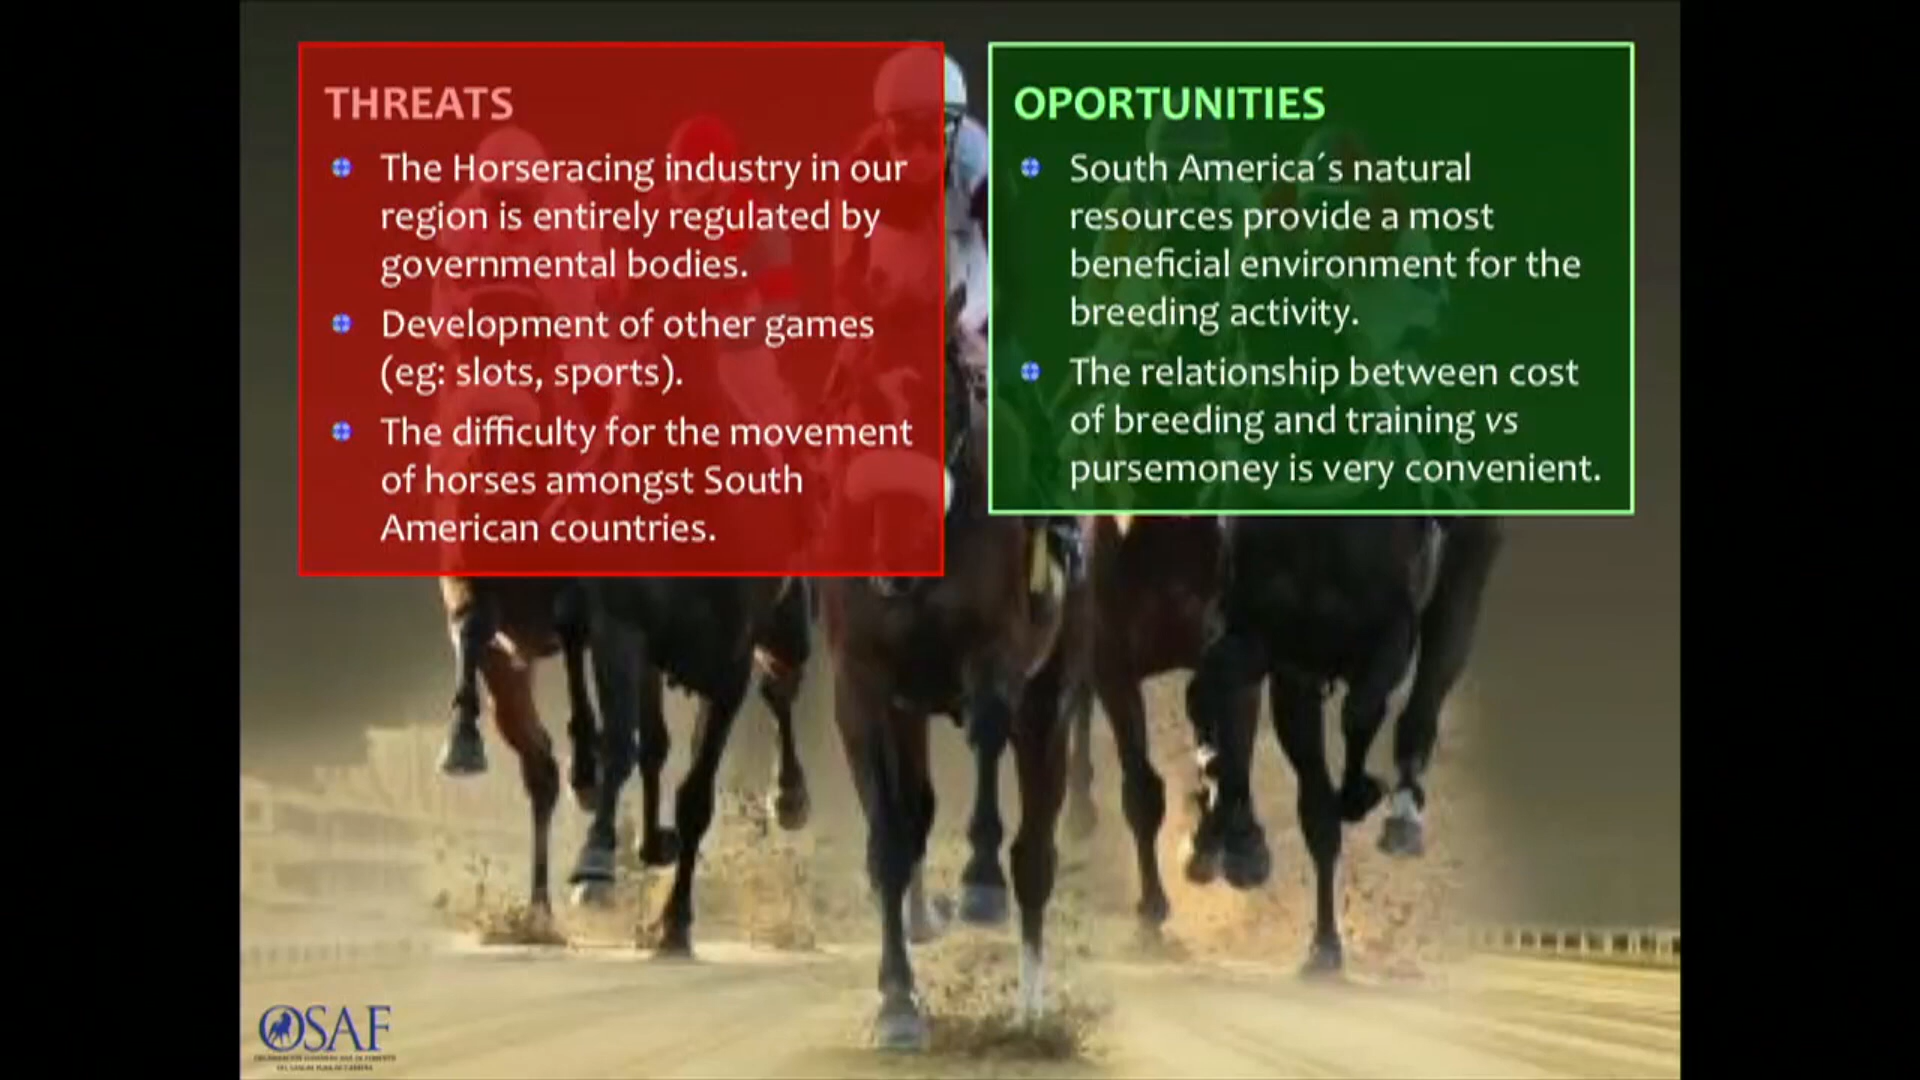 THREATS
The Horseracing industry in our
region is entirely regulated by
governmental bodies.
Development of other games
(eg: slots, sports).
The difficulty for the movement
of horses amongst South
American countries.
OPORTUNITIES
South America´s natural
resources provide a most
beneficial environment for the
breeding activity.
The relationship between cost
of breeding and training vs
pursemoney is very convenient.
OSAF